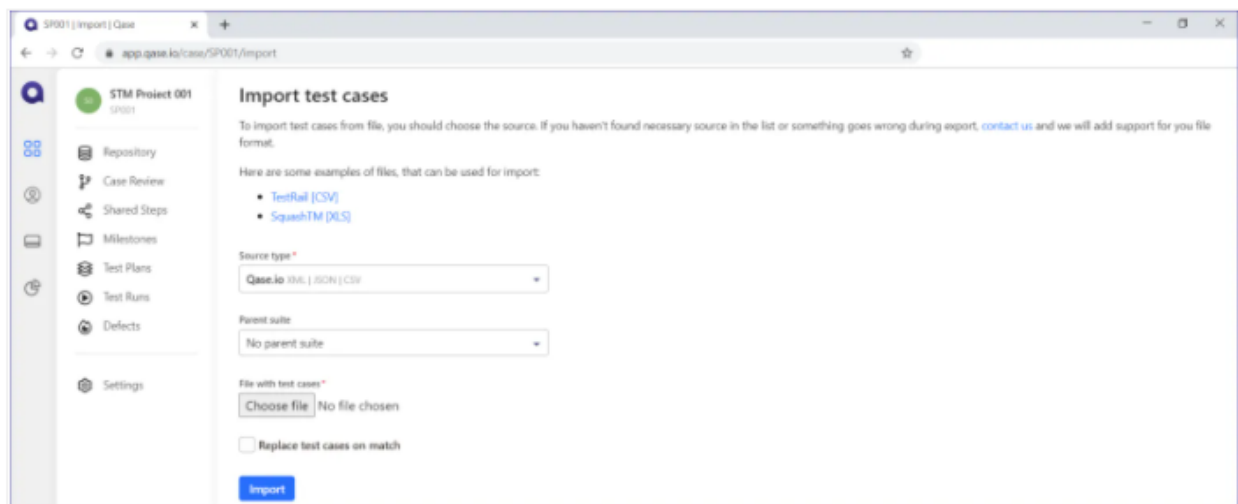 SP001 | Import | Qase
app.qase.io/case/SP001/import
STM Project 001
SP001
Repository
Case Review
Shared Steps
Milestones
Test Plans
Test Runs
Defects
Settings
Import test cases
To import test cases from file, you should choose the source. If you haven't found necessary source in the list or something goes wrong during export, contact us and we will add support for you file
format.
Here are some examples of files, that can be used for import:
TestRail [CSV]
SquashTM [XLS]
Source type*
Qase.io XML | JSON | CSV
Parent suite
No parent suite
File with test cases*
Choose file No file chosen
Replace test cases on match
Import